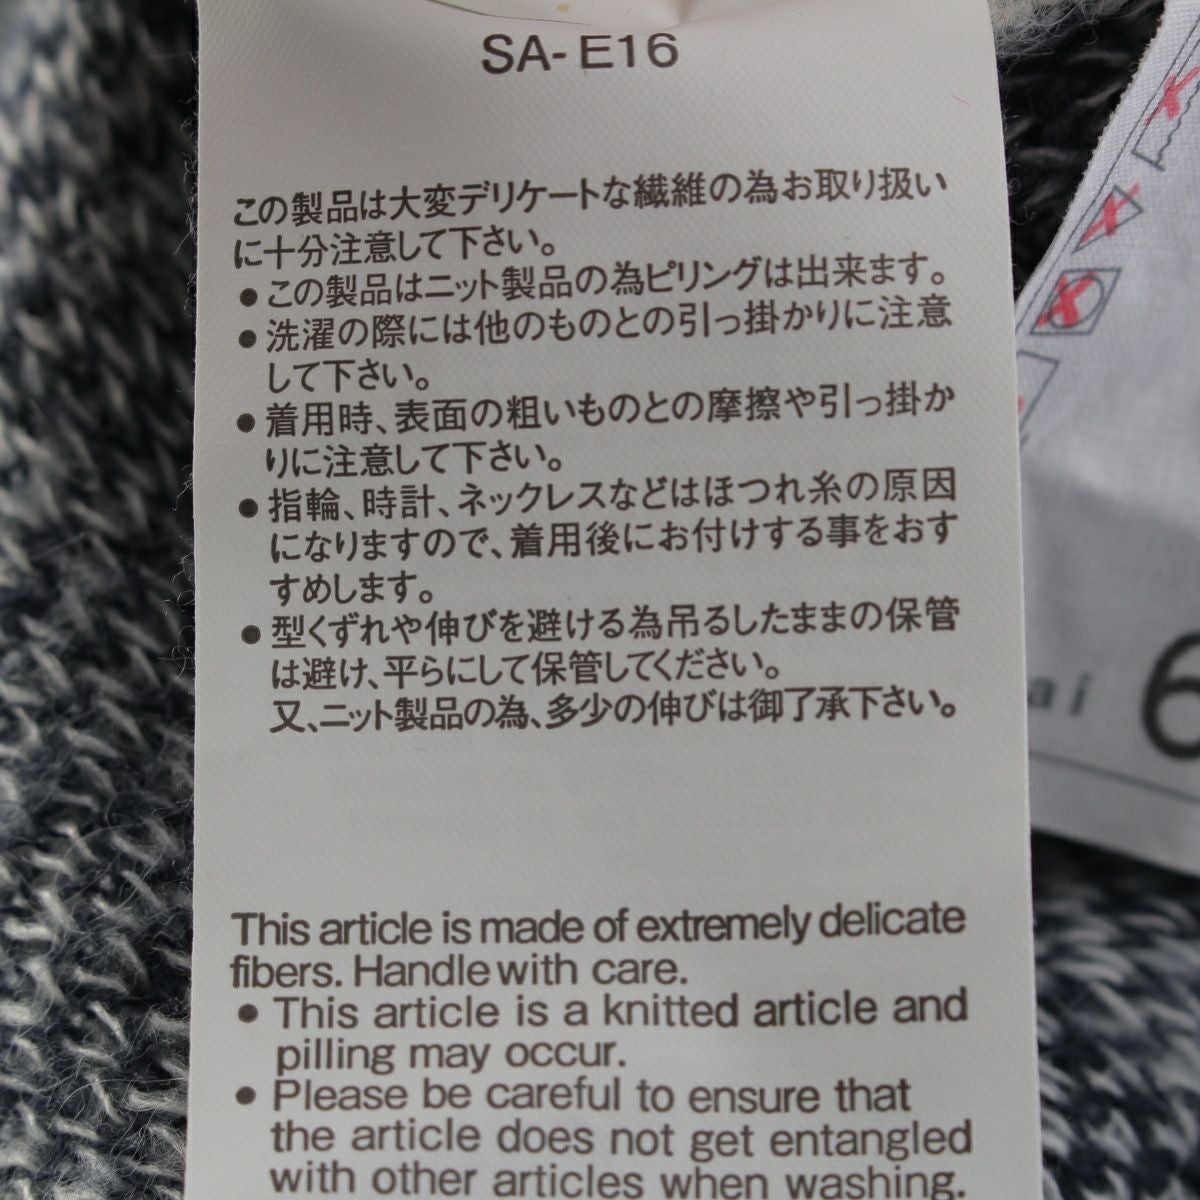 SA- E16
この製品は大変デリケートな繊維の為お取り扱い
に十分注意して下さい。
● この製品はニット製品の為ピリングは出来ます。
● 洗濯の際には他のものとの引っ掛かりに注意
して下さい。
● 着用時、表面の粗いものとの摩擦や引っ掛か
りに注意して下さい。
● 指輪、時計、ネックレスなどはほつれ糸の原因
になりますので、着用後にお付けする事をおす
すめします。
● 型くずれや伸びを避ける為吊るしたままの保管
は避け、平らにして保管してください。
又、ニット製品の為、多少の伸びは御了承下さい。
This article is made of extremely delicate
fibers. Handle with care.
● This article is a knitted article and
pilling may occur.
● Please be careful to ensure that
the article does not get entangled
with other articles when washing.
ai 6